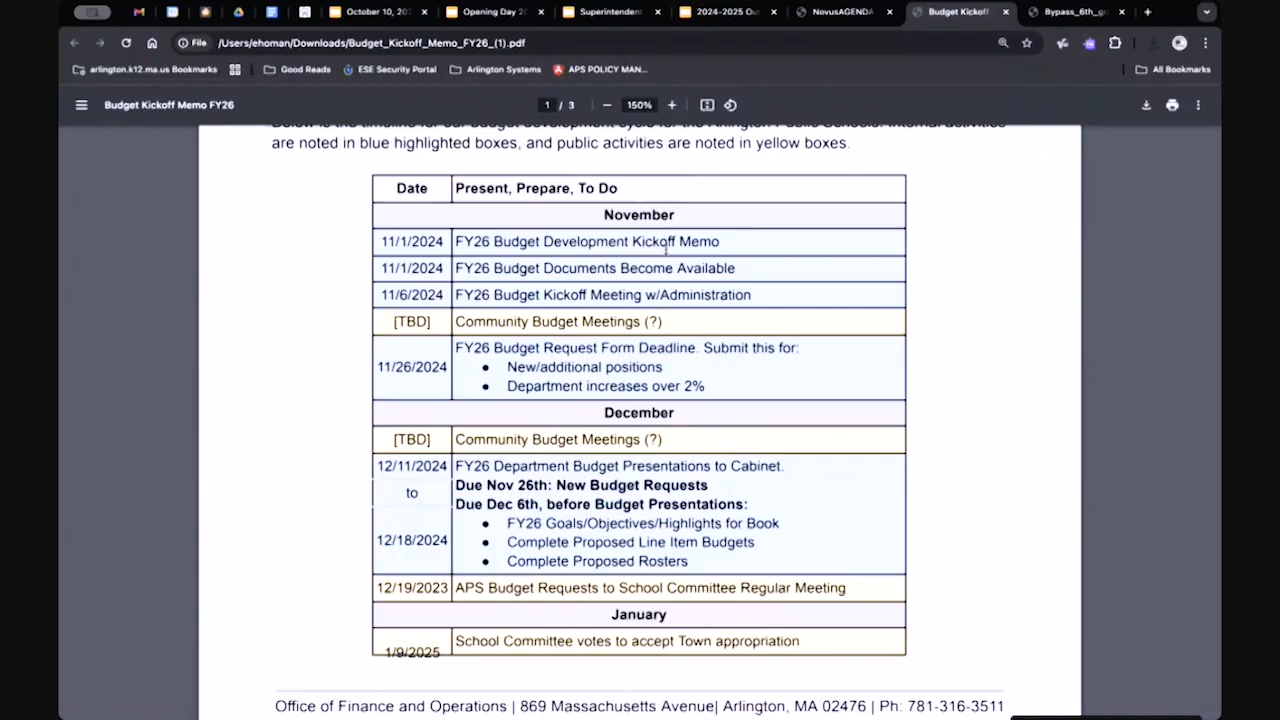 October 10, 202
Opening Day 2
Superintenden
2024-2025 Ou
NovusAGENDA
Budget Kickoff
Bypass_6th_g
File /Users/ehoman/Downloads/Budget_Kickoff_Memo_FY26_(1).pdf
arlington.k12.ma.us Bookmarks
Good Reads
ESE Security Portal
Arlington Systems
APS POLICY MAN...
All Bookmarks
Budget Kickoff Memo FY26
1 / 3
150%
are noted in blue highlighted boxes, and public activities are noted in yellow boxes.
Date Present, Prepare, To Do
November
11/1/2024 FY26 Budget Development Kickoff Memo
11/1/2024 FY26 Budget Documents Become Available
11/6/2024 FY26 Budget Kickoff Meeting w/Administration
[TBD] Community Budget Meetings (?)
FY26 Budget Request Form Deadline. Submit this for:
11/26/2024 ● New/additional positions
● Department increases over 2%
December
[TBD] Community Budget Meetings (?)
12/11/2024 FY26 Department Budget Presentations to Cabinet.
to Due Nov 26th: New Budget Requests
Due Dec 6th, before Budget Presentations:
● FY26 Goals/Objectives/Highlights for Book
12/18/2024 ● Complete Proposed Line Item Budgets
● Complete Proposed Rosters
12/19/2023 APS Budget Requests to School Committee Regular Meeting
January
1/9/2025 School Committee votes to accept Town appropriation
Office of Finance and Operations | 869 Massachusetts Avenue| Arlington, MA 02476 | Ph: 781-316-3511